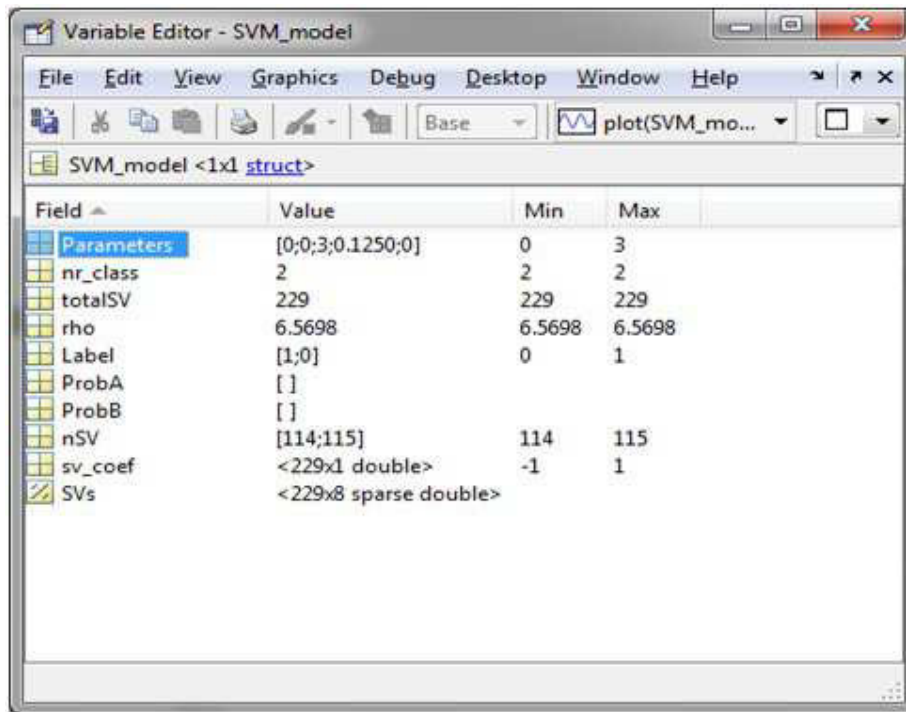 Variable Editor - SVM_model
File Edit View Graphics Debug Desktop Window Help
Base plot(SVM_mo...
SVM_model <1x1 struct>
Field Value Min Max
Parameters [0;0;3;0.1250;0] 0 3
nr_class 2 2 2
totalSV 229 229 229
rho 6.5698 6.5698 6.5698
Label [1;0] 0 1
ProbA [ ]
ProbB [ ]
nSV [114;115] 114 115
sv_coef <229x1 double> -1 1
SVs <229x8 sparse double>